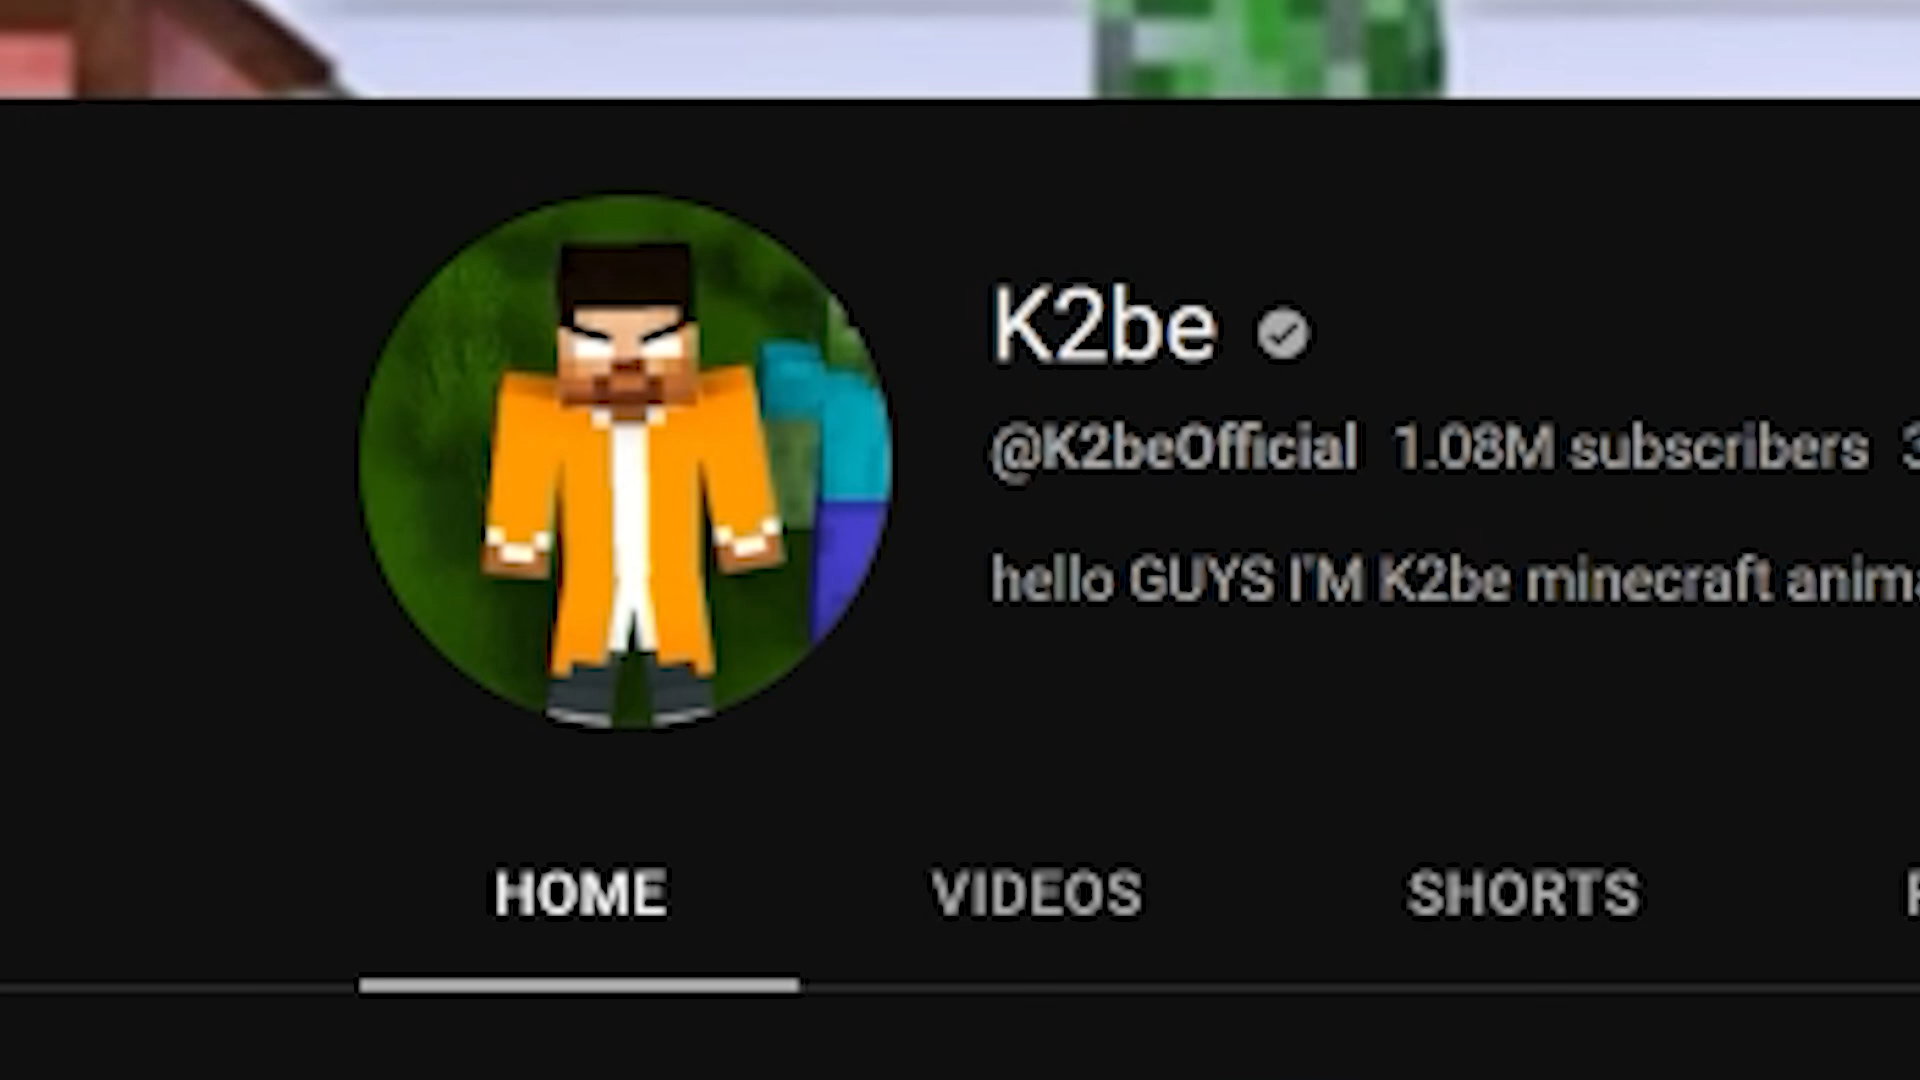 K2be
@K2beOfficial 1.08M subscribers
hello GUYS I'M K2be minecraft
HOME VIDEOS SHORTS